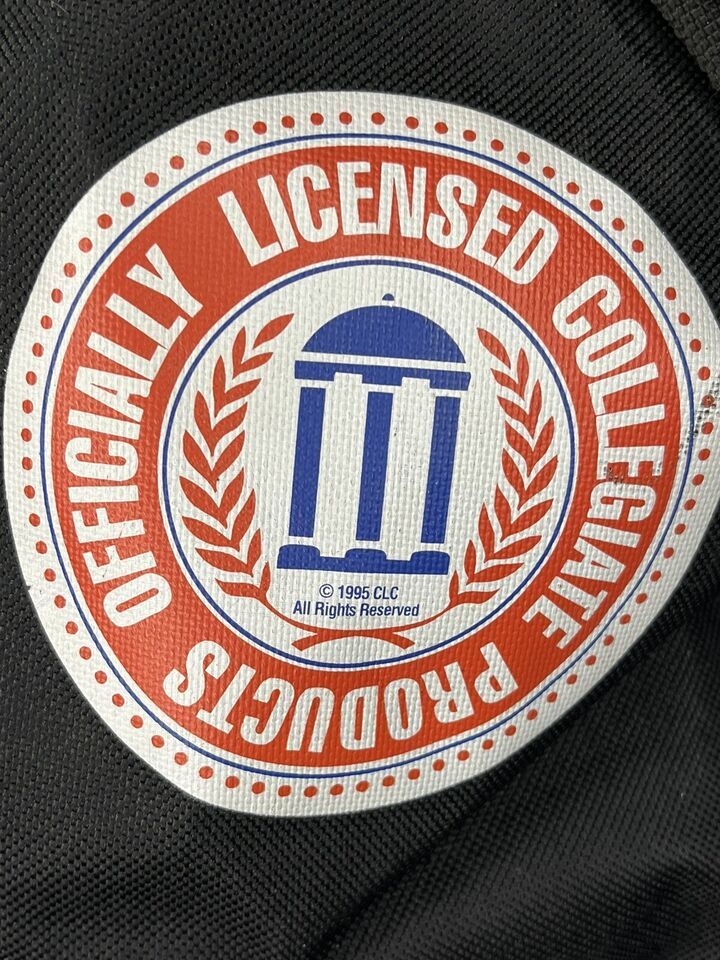 OFFICIALLY LICENSED COLLEGIATE PRODUCTS
© 1995 CLC
All Rights Reserved